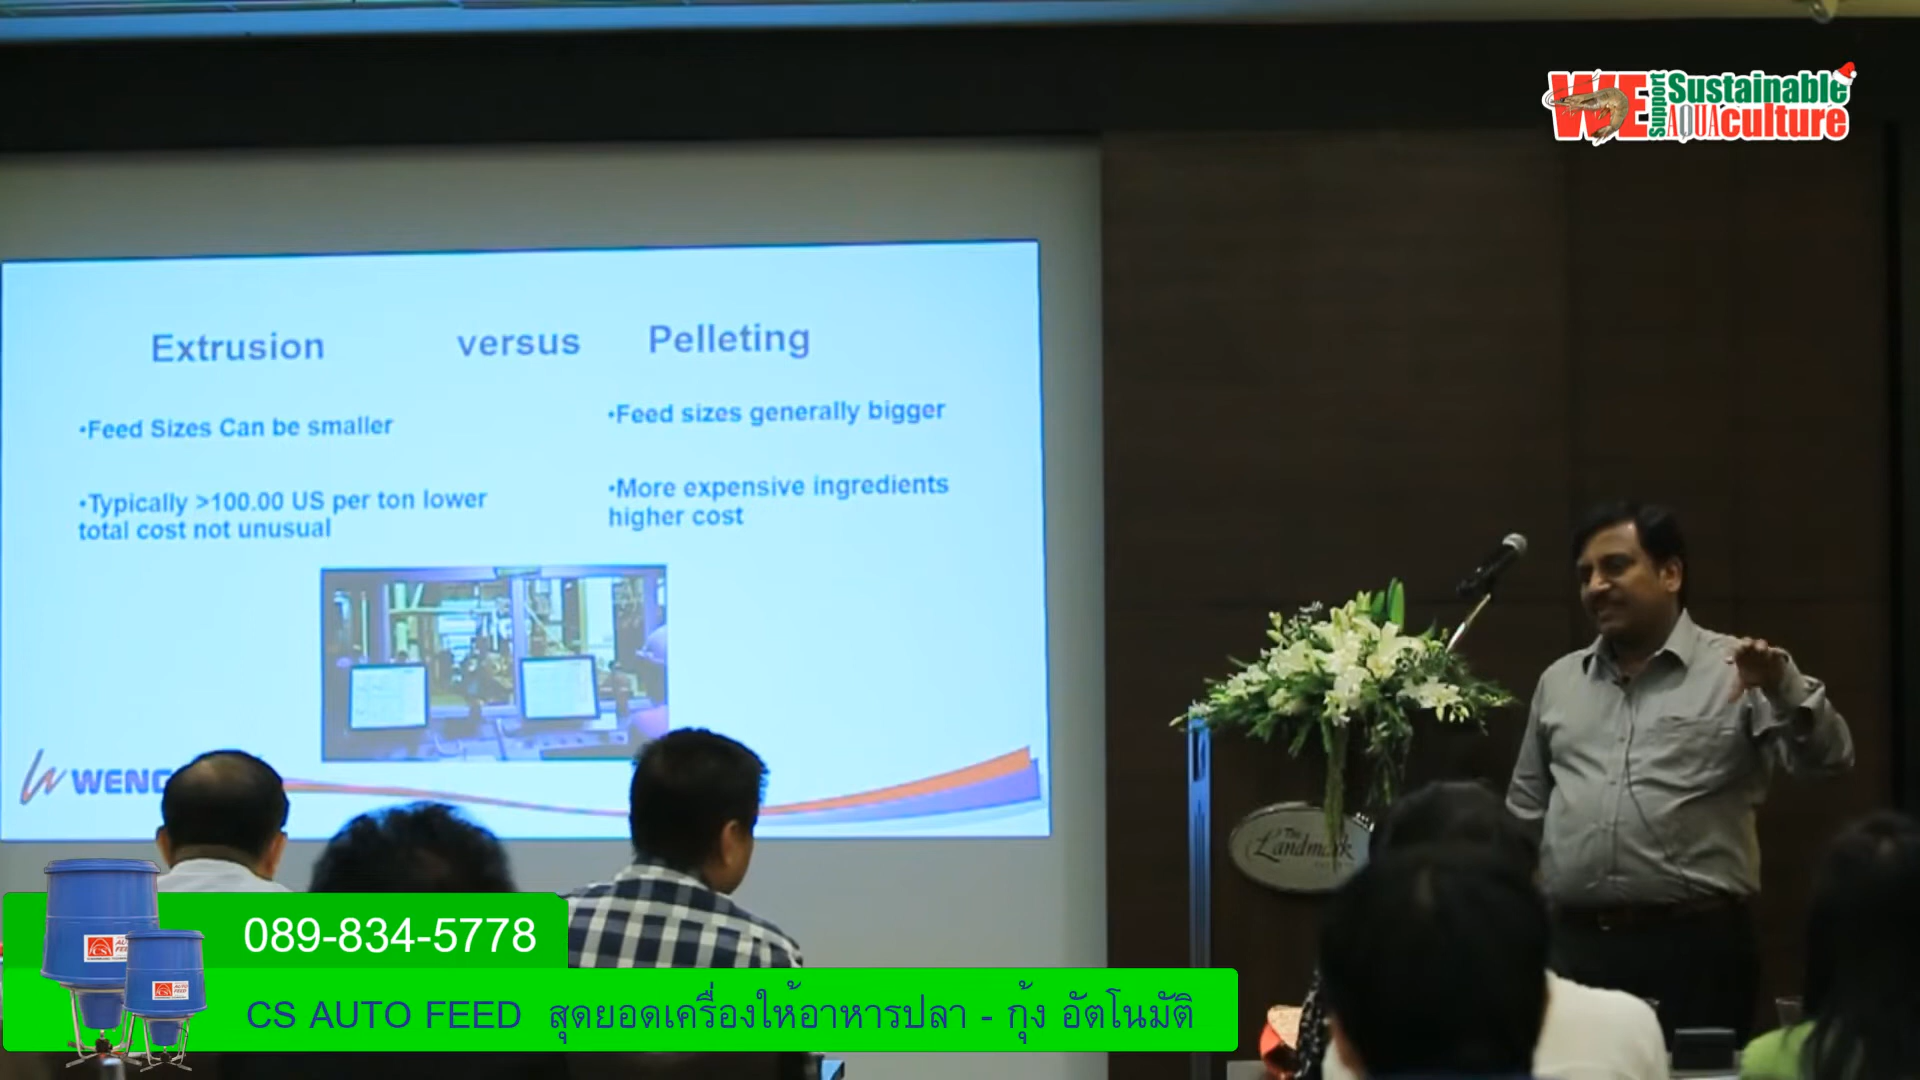 WE Support Sustainable AQUAculture
Extrusion versus Pelleting
•Feed Sizes Can be smaller
•Typically >100.00 US per ton lower
total cost not unusual
•Feed sizes generally bigger
•More expensive ingredients
higher cost
WENG
The
Landmark
089-834-5778
CS AUTO FEED สุดยอดเครื่องให้อาหารปลา - กุ้ง อัตโนมัติ